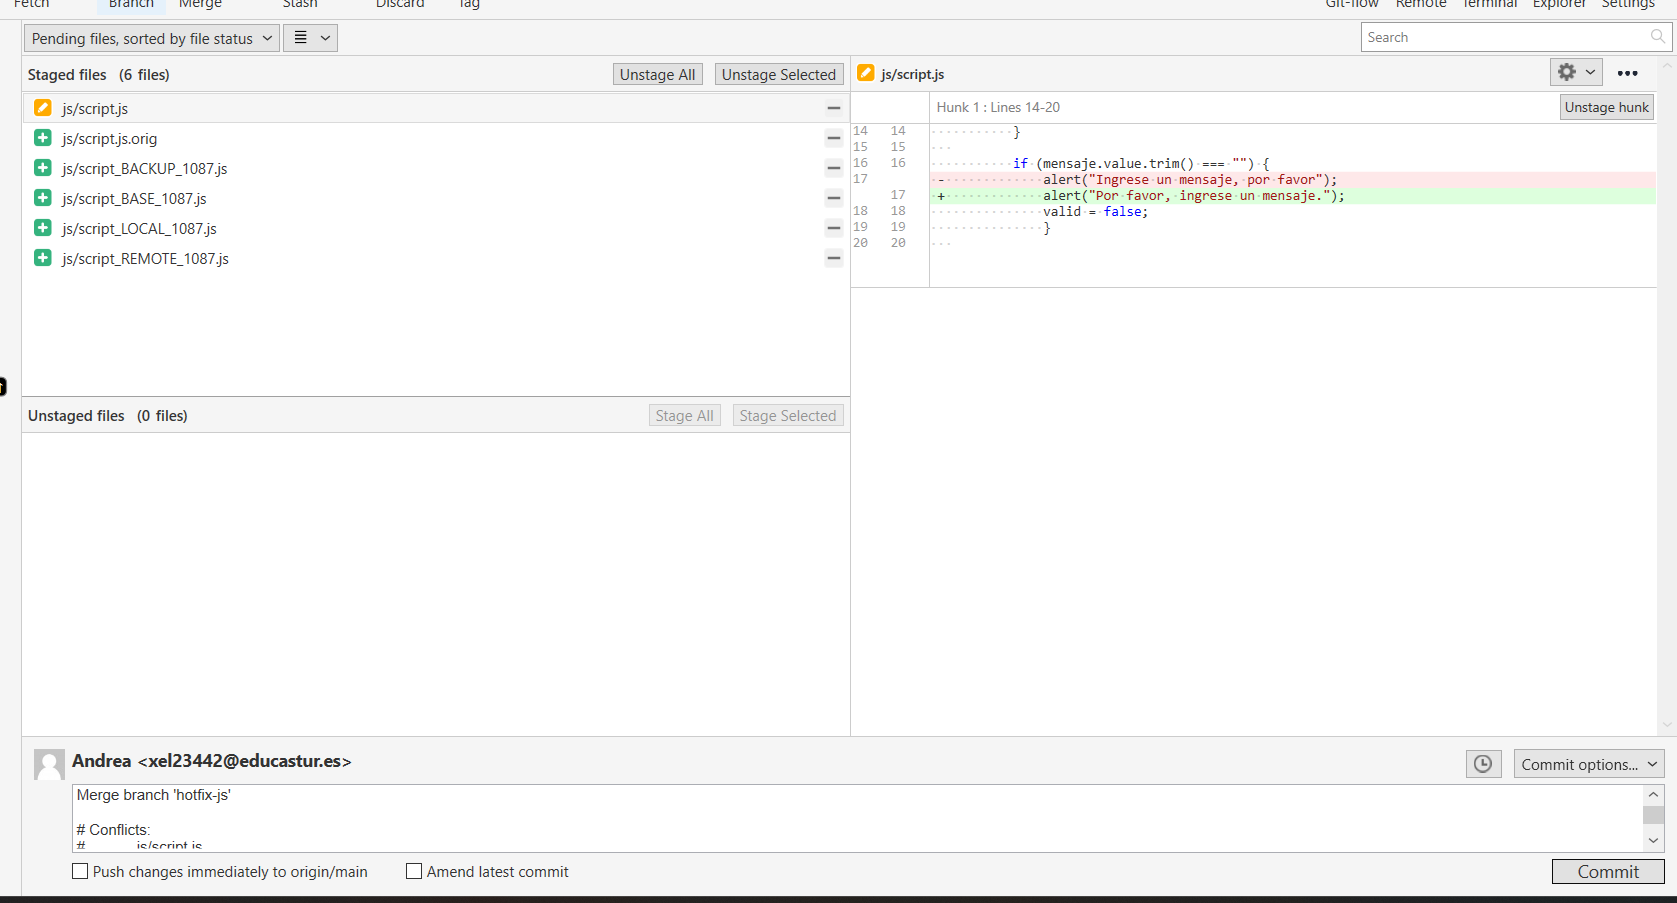 Fetch Branch Merge Stash Discard Tag Git-flow Remote Terminal Explorer Settings
Pending files, sorted by file status
Search
Staged files (6 files) Unstage All Unstage Selected
js/script.js
js/script.js.orig
js/script_BACKUP_1087.js
js/script_BASE_1087.js
js/script_LOCAL_1087.js
js/script_REMOTE_1087.js
Unstaged files (0 files) Stage All Stage Selected
js/script.js
Hunk 1 : Lines 14-20 Unstage hunk
14 14 }
15 15
16 16 if (mensaje.value.trim() === "") {
17 - alert("Ingrese un mensaje, por favor");
17 + alert("Por favor, ingrese un mensaje.");
18 18 valid = false;
19 19 }
20 20
Andrea <xel23442@educastur.es>
Commit options...
Merge branch 'hotfix-js'
# Conflicts:
# js/script.js
Push changes immediately to origin/main Amend latest commit
Commit